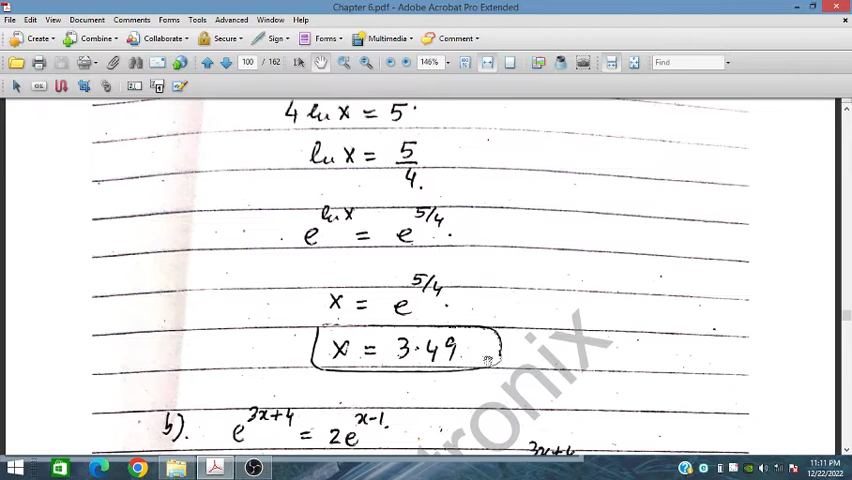 Chapter 6.pdf - Adobe Acrobat Pro Extended
File Edit View Document Comments Forms Tools Advanced Window Help
Create Combine Collaborate Secure Sign Forms Multimedia Comment
100 / 162 146% Find
4 ln x = 5
ln x = 5/4
e^{ln x} = e^{5/4}
x = e^{5/4}
x = 3.49
b). e^{3x+4} = 2e^{x-1}
tronix
11:11 PM
12/22/2022